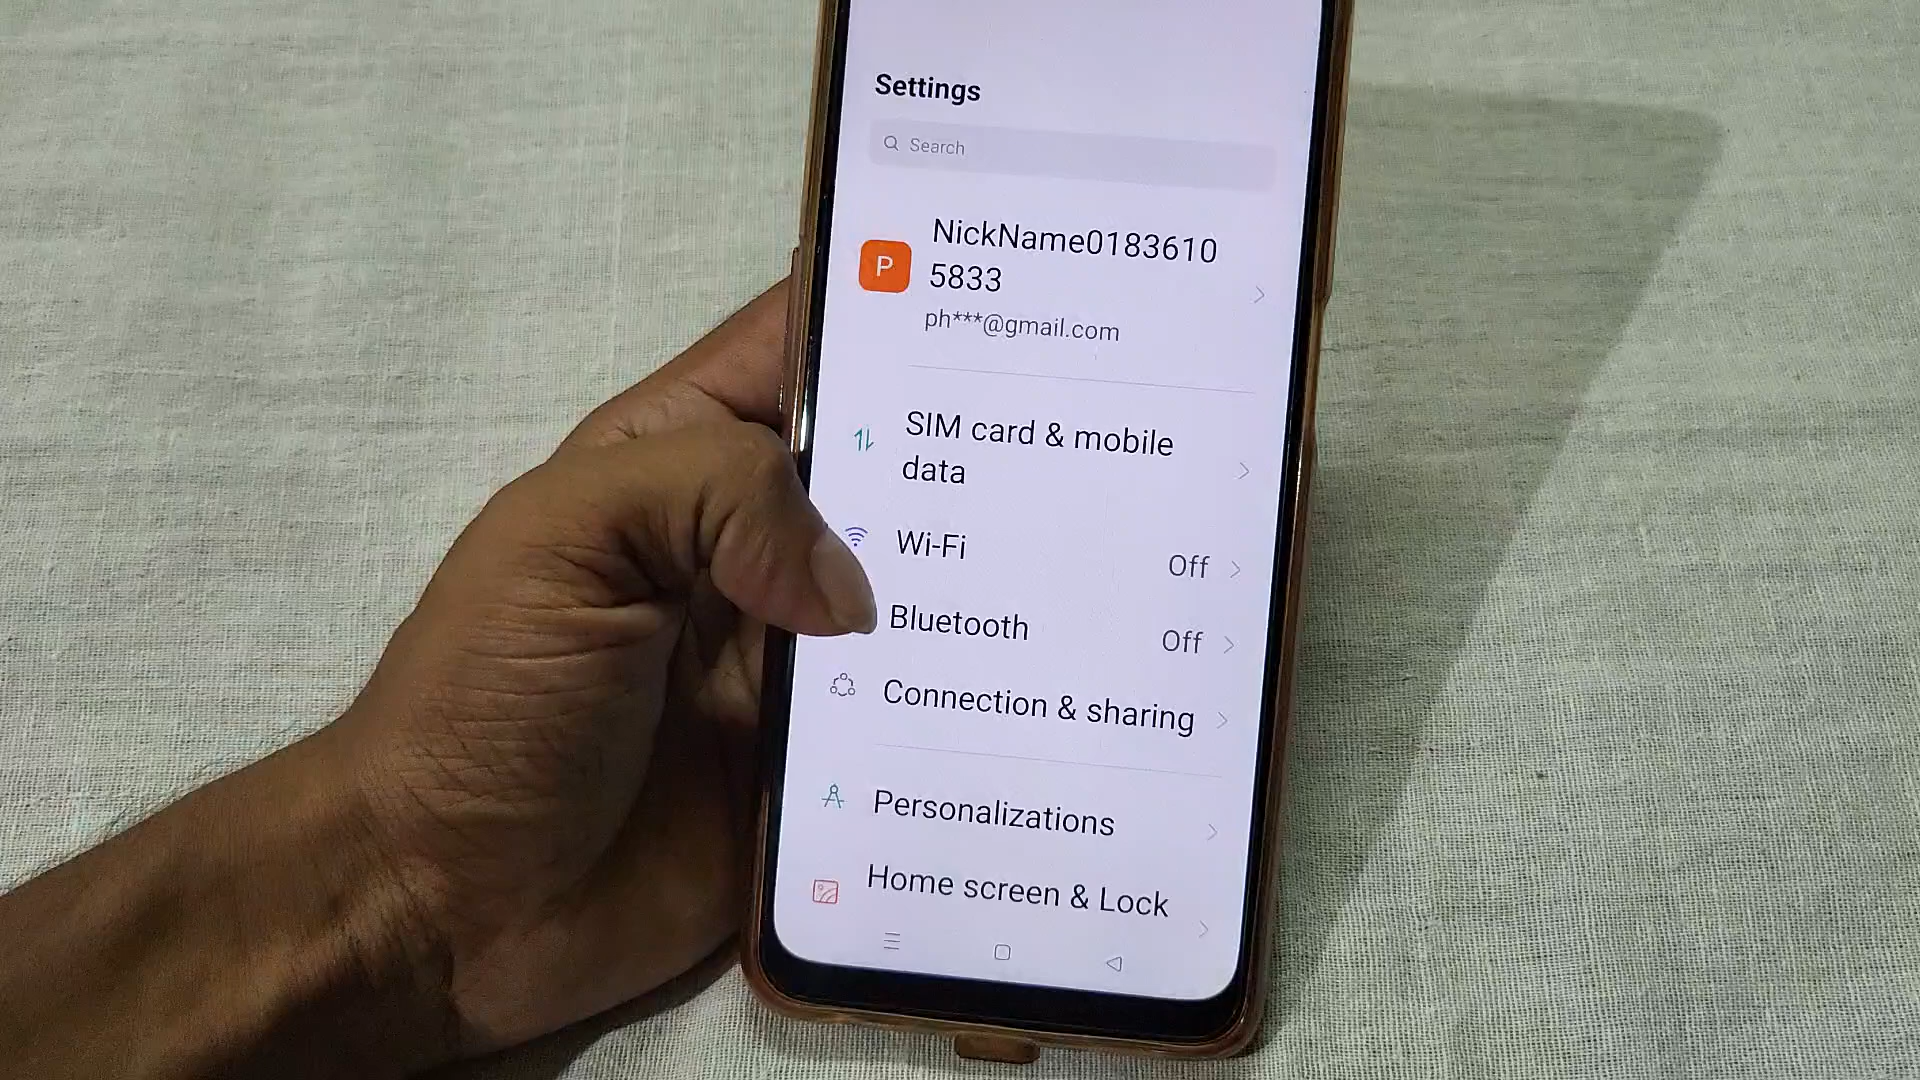 Settings
Search
P
NickName0183610
5833
ph***@gmail.com
SIM card & mobile
data
Wi-Fi
Off
Bluetooth
Off
Connection & sharing
Personalizations
Home screen & Lock